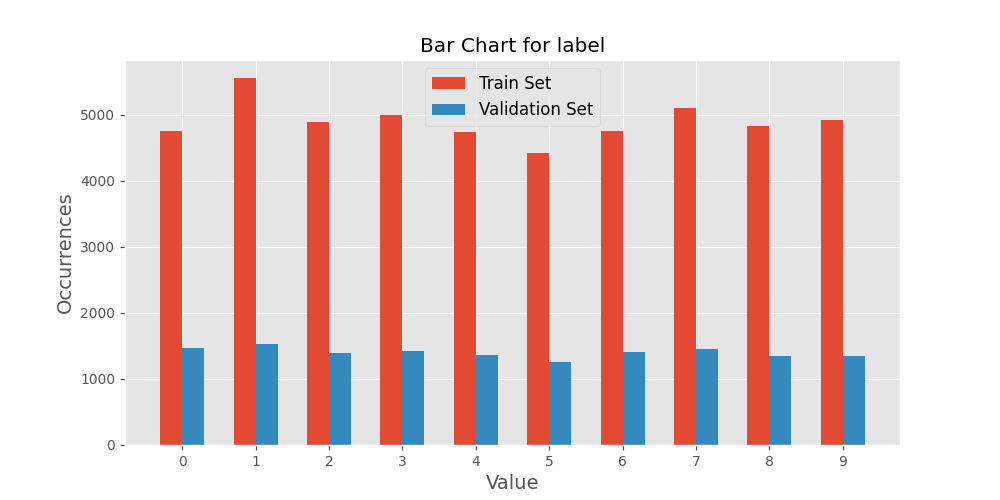 Bar Chart for label
Train Set
Validation Set
Occurrences
5000
4000
3000
2000
1000
0
0 1 2 3 4 5 6 7 8 9
Value